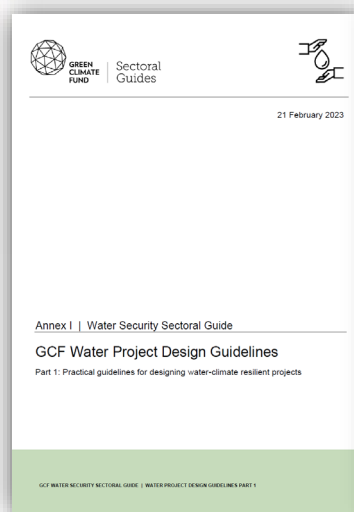 GREEN
CLIMATE
FUND
Sectoral
Guides
21 February 2023
Annex I | Water Security Sectoral Guide
GCF Water Project Design Guidelines
Part 1: Practical guidelines for designing water-climate resilient projects
GCF WATER SECURITY SECTORAL GUIDE | WATER PROJECT DESIGN GUIDELINES PART 1